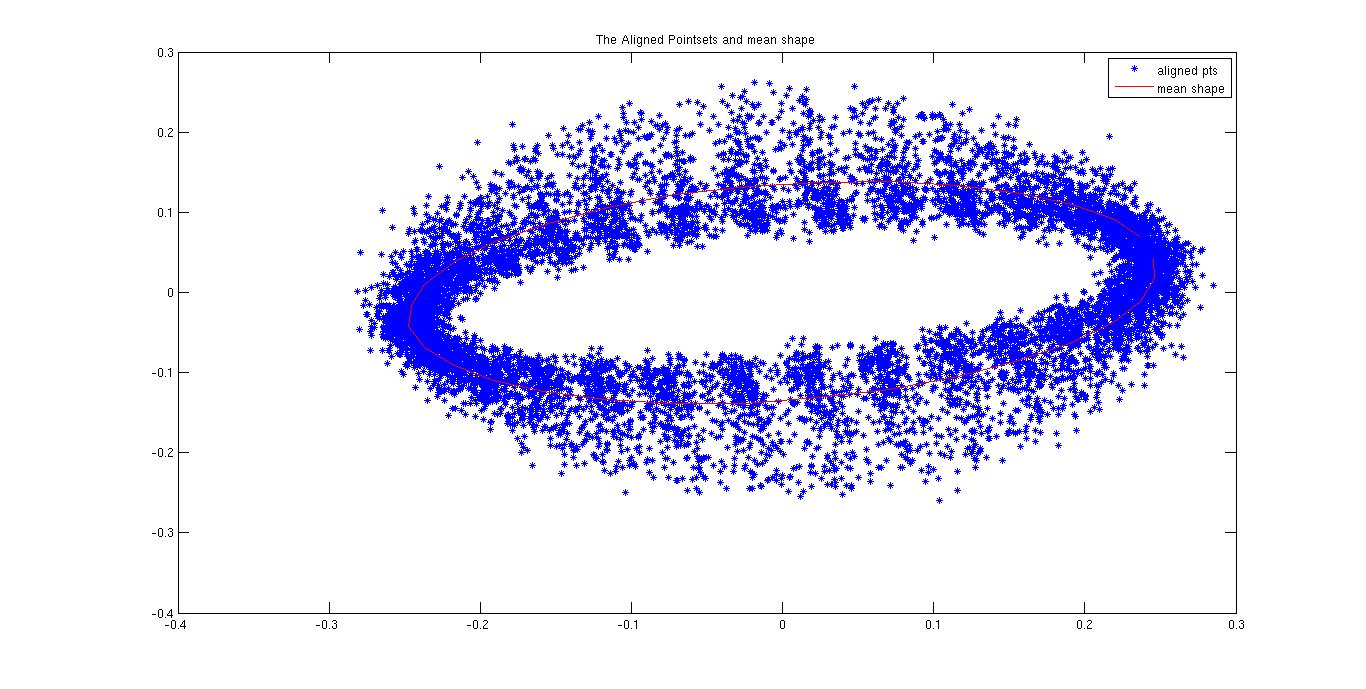 The Aligned Pointsets and mean shape
aligned pts
mean shape
0.3
0.2
0.1
0
-0.1
-0.2
-0.3
-0.4
-0.4 -0.3 -0.2 -0.1 0 0.1 0.2 0.3